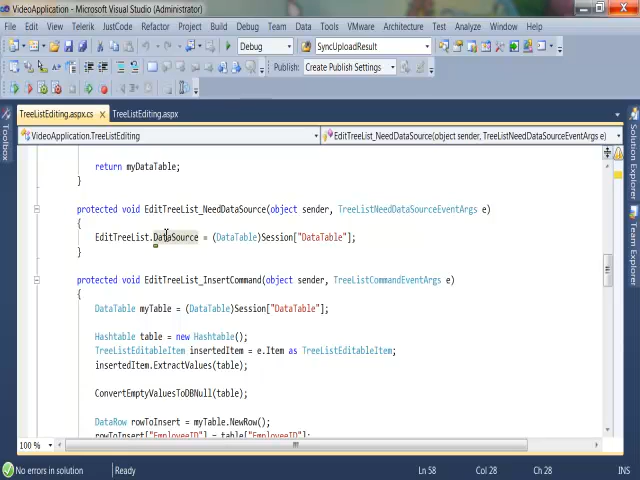 VideoApplication - Microsoft Visual Studio (Administrator)
File Edit View Telerik JustCode Refactor Project Build Debug Team Data Tools VMware Architecture Test Analyze Window Help
Debug SyncUploadResult
Publish: Create Publish Settings
TreeListEditing.aspx.cs TreeListEditing.aspx
VideoApplication.TreeListEditing EditTreeList_NeedDataSource(object sender, TreeListNeedDataSourceEventArgs e)
Toolbox
return myDataTable;
}
protected void EditTreeList_NeedDataSource(object sender, TreeListNeedDataSourceEventArgs e)
{
EditTreeList.DataSource = (DataTable)Session["DataTable"];
}
protected void EditTreeList_InsertCommand(object sender, TreeListCommandEventArgs e)
{
DataTable myTable = (DataTable)Session["DataTable"];
Hashtable table = new Hashtable();
TreeListEditableItem insertedItem = e.Item as TreeListEditableItem;
insertedItem.ExtractValues(table);
ConvertEmptyValuesToDBNull(table);
DataRow rowToInsert = myTable.NewRow();
rowToInsert["EmployeeID"] = table["EmployeeID"];
Solution Explorer
Server Explorer
100 %
No errors in solution Ready Ln 58 Col 28 Ch 28 INS